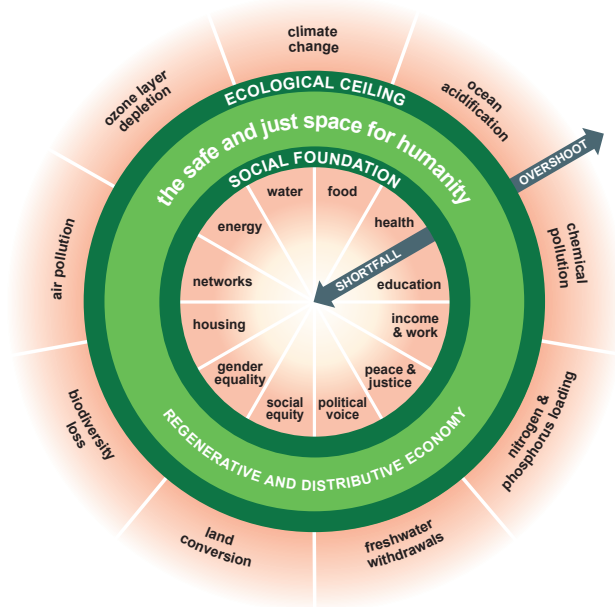 climate
change
ocean
acidification
chemical
pollution
nitrogen &
phosphorus loading
freshwater
withdrawals
land
conversion
biodiversity
loss
air pollution
ozone layer
depletion
OVERSHOOT
ECOLOGICAL CEILING
the safe and just space for humanity
SOCIAL FOUNDATION
water
food
health
SHORTFALL
education
income
& work
peace &
justice
political
voice
social
equity
gender
equality
housing
networks
energy
REGENERATIVE AND DISTRIBUTIVE ECONOMY